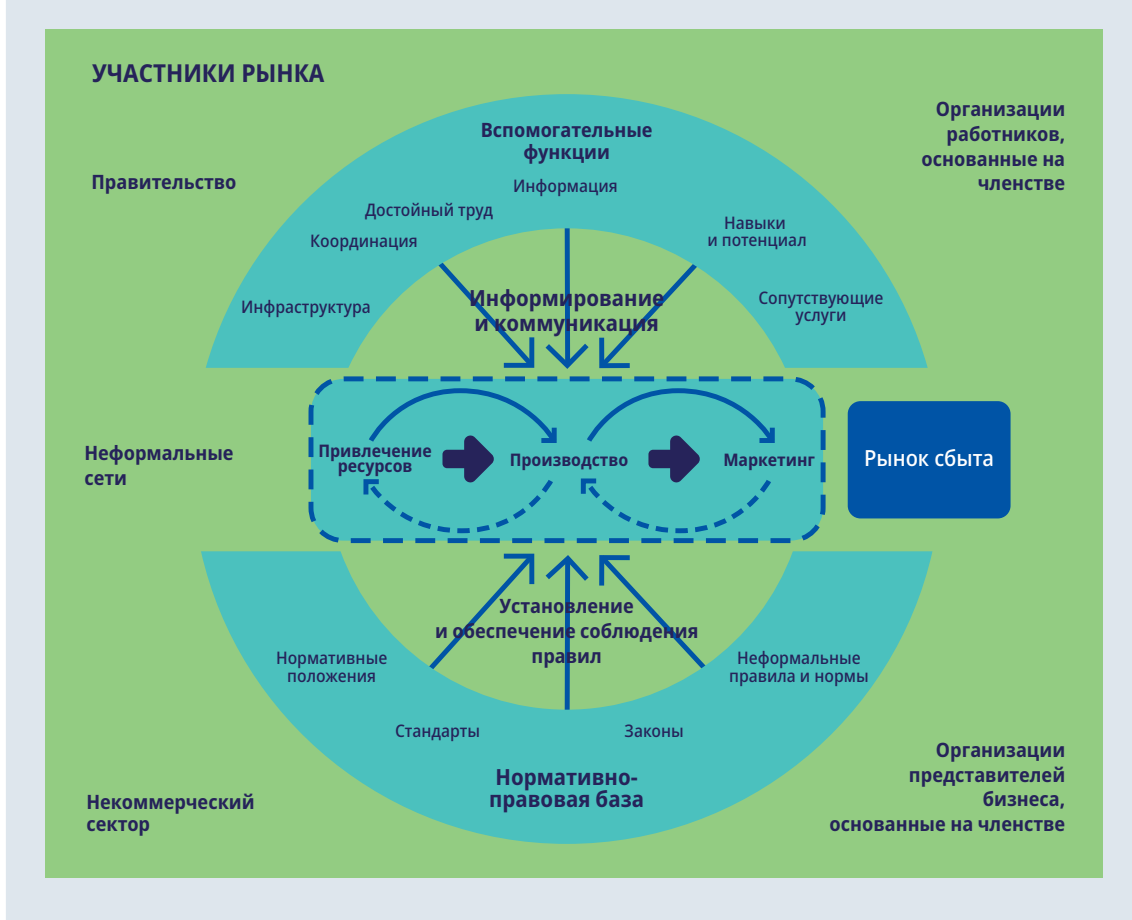 УЧАСТНИКИ РЫНКА
Правительство
Организации
работников,
основанные на
членстве
Вспомогательные
функции
Информация
Достойный труд
Координация
Инфраструктура
Навыки
и потенциал
Сопутствующие
услуги
Информирование
и коммуникация
Неформальные
сети
Привлечение
ресурсов
Производство
Маркетинг
Рынок сбыта
Установление
и обеспечение соблюдения
правил
Нормативные
положения
Стандарты
Законы
Неформальные
правила и нормы
Нормативно-
правовая база
Некоммерческий
сектор
Организации
представителей
бизнеса,
основанные на членстве